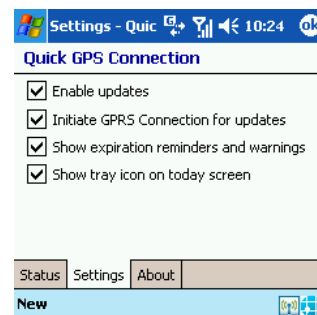 Settings - Quic 10:24 ok
Quick GPS Connection
Enable updates
Initiate GPRS Connection for updates
Show expiration reminders and warnings
Show tray icon on today screen
Status Settings About
New